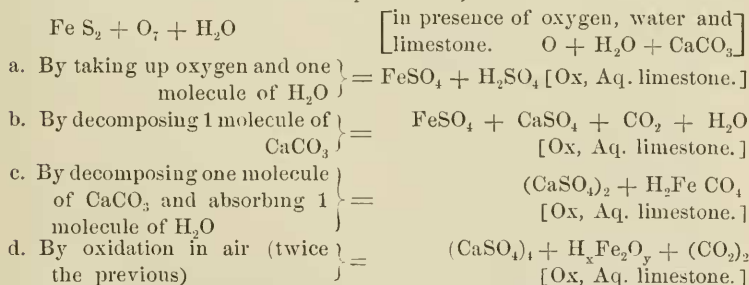 Fe S₂ + O₇ + H₂O [in presence of oxygen, water and
limestone. O + H₂O + CaCO₃]
a. By taking up oxygen and one
molecule of H₂O } = FeSO₄ + H₂SO₄ [Ox, Aq. limestone.]
b. By decomposing 1 molecule of
CaCO₃ } = FeSO₄ + CaSO₄ + CO₂ + H₂O
[Ox, Aq. limestone.]
c. By decomposing one molecule
of CaCO₃ and absorbing 1
molecule of H₂O } = (CaSO₄)₂ + H₂Fe CO₄
[Ox, Aq. limestone.]
d. By oxidation in air (twice
the previous) } = (CaSO₄)₄ + HₓFe₂Oᵧ + (CO₂)₂
[Ox, Aq. limestone.]